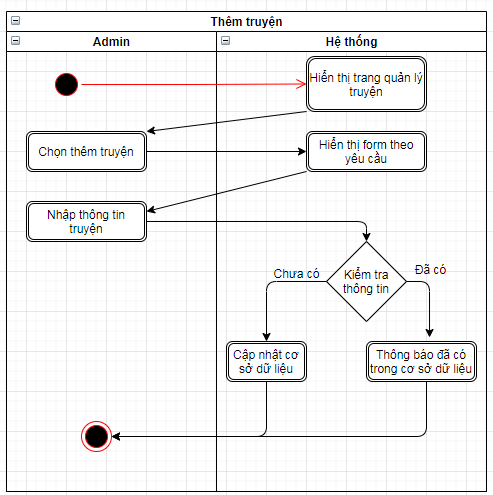 Thêm truyện
Admin
Hệ thống
Hiển thị trang quản lý
truyện
Chọn thêm truyện
Hiển thị form theo
yêu cầu
Nhập thông tin
truyện
Kiểm tra
thông tin
Chưa có
Đã có
Cập nhật cơ
sở dữ liệu
Thông báo đã có
trong cơ sở dữ liệu